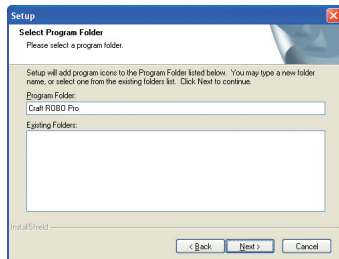 Setup
Select Program Folder
Please select a program folder.
Setup will add program icons to the Program Folder listed below. You may type a new folder
name, or select one from the existing folders list. Click Next to continue.
Program Folder:
Craft ROBO Pro
Existing Folders:
InstallShield
< Back
Next >
Cancel